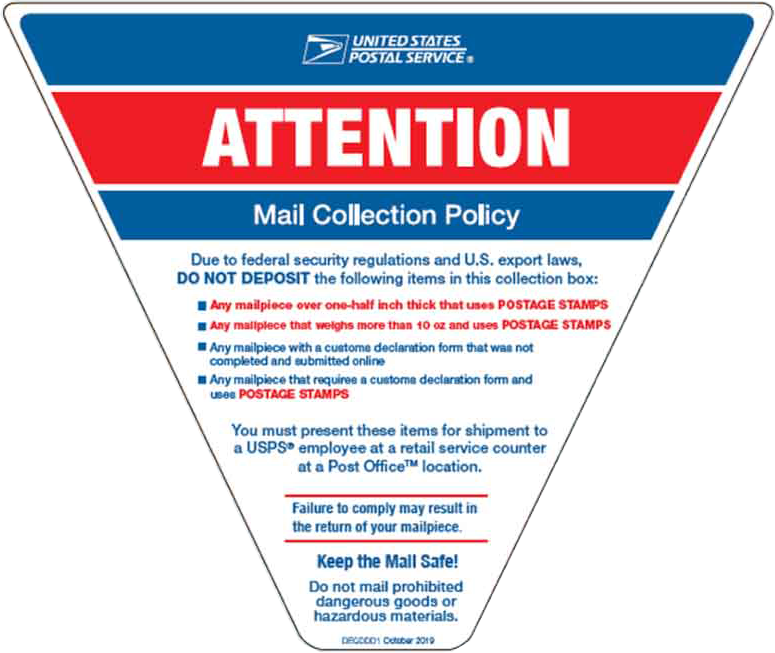 UNITED STATES
POSTAL SERVICE®
ATTENTION
Mail Collection Policy
Due to federal security regulations and U.S. export laws,
DO NOT DEPOSIT the following items in this collection box:
■ Any mailpiece over one-half inch thick that uses POSTAGE STAMPS
■ Any mailpiece that weighs more than 10 oz and uses POSTAGE STAMPS
■ Any mailpiece with a customs declaration form that was not
completed and submitted online
■ Any mailpiece that requires a customs declaration form and
uses POSTAGE STAMPS
You must present these items for shipment to
a USPS® employee at a retail service counter
at a Post Office™ location.
Failure to comply may result in
the return of your mailpiece.
Keep the Mail Safe!
Do not mail prohibited
dangerous goods or
hazardous materials.
October 2019